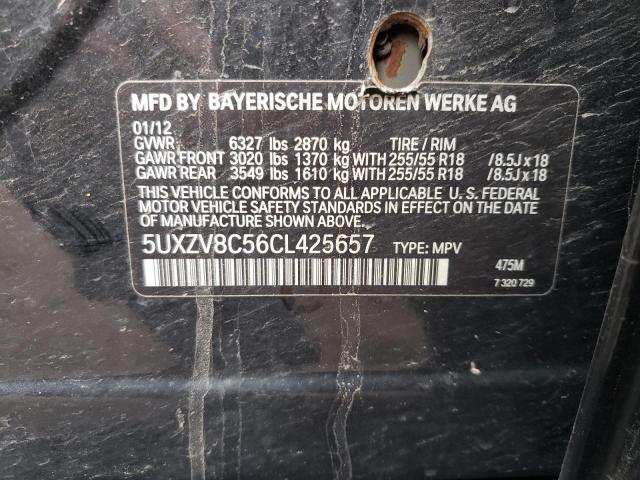 MFD BY BAYERISCHE MOTOREN WERKE AG
01/12
GVWR 6327 lbs 2870 kg TIRE / RIM
GAWR FRONT 3020 lbs 1370 kg WITH 255/55 R18 /8.5J x 18
GAWR REAR 3549 lbs 1610 kg WITH 255/55 R18 /8.5J x 18
THIS VEHICLE CONFORMS TO ALL APPLICABLE U. S. FEDERAL
MOTOR VEHICLE SAFETY STANDARDS IN EFFECT ON THE DATE OF
MANUFACTURE SHOWN ABOVE.
5UXZV8C56CL425657 TYPE: MPV
475M
7 320 729